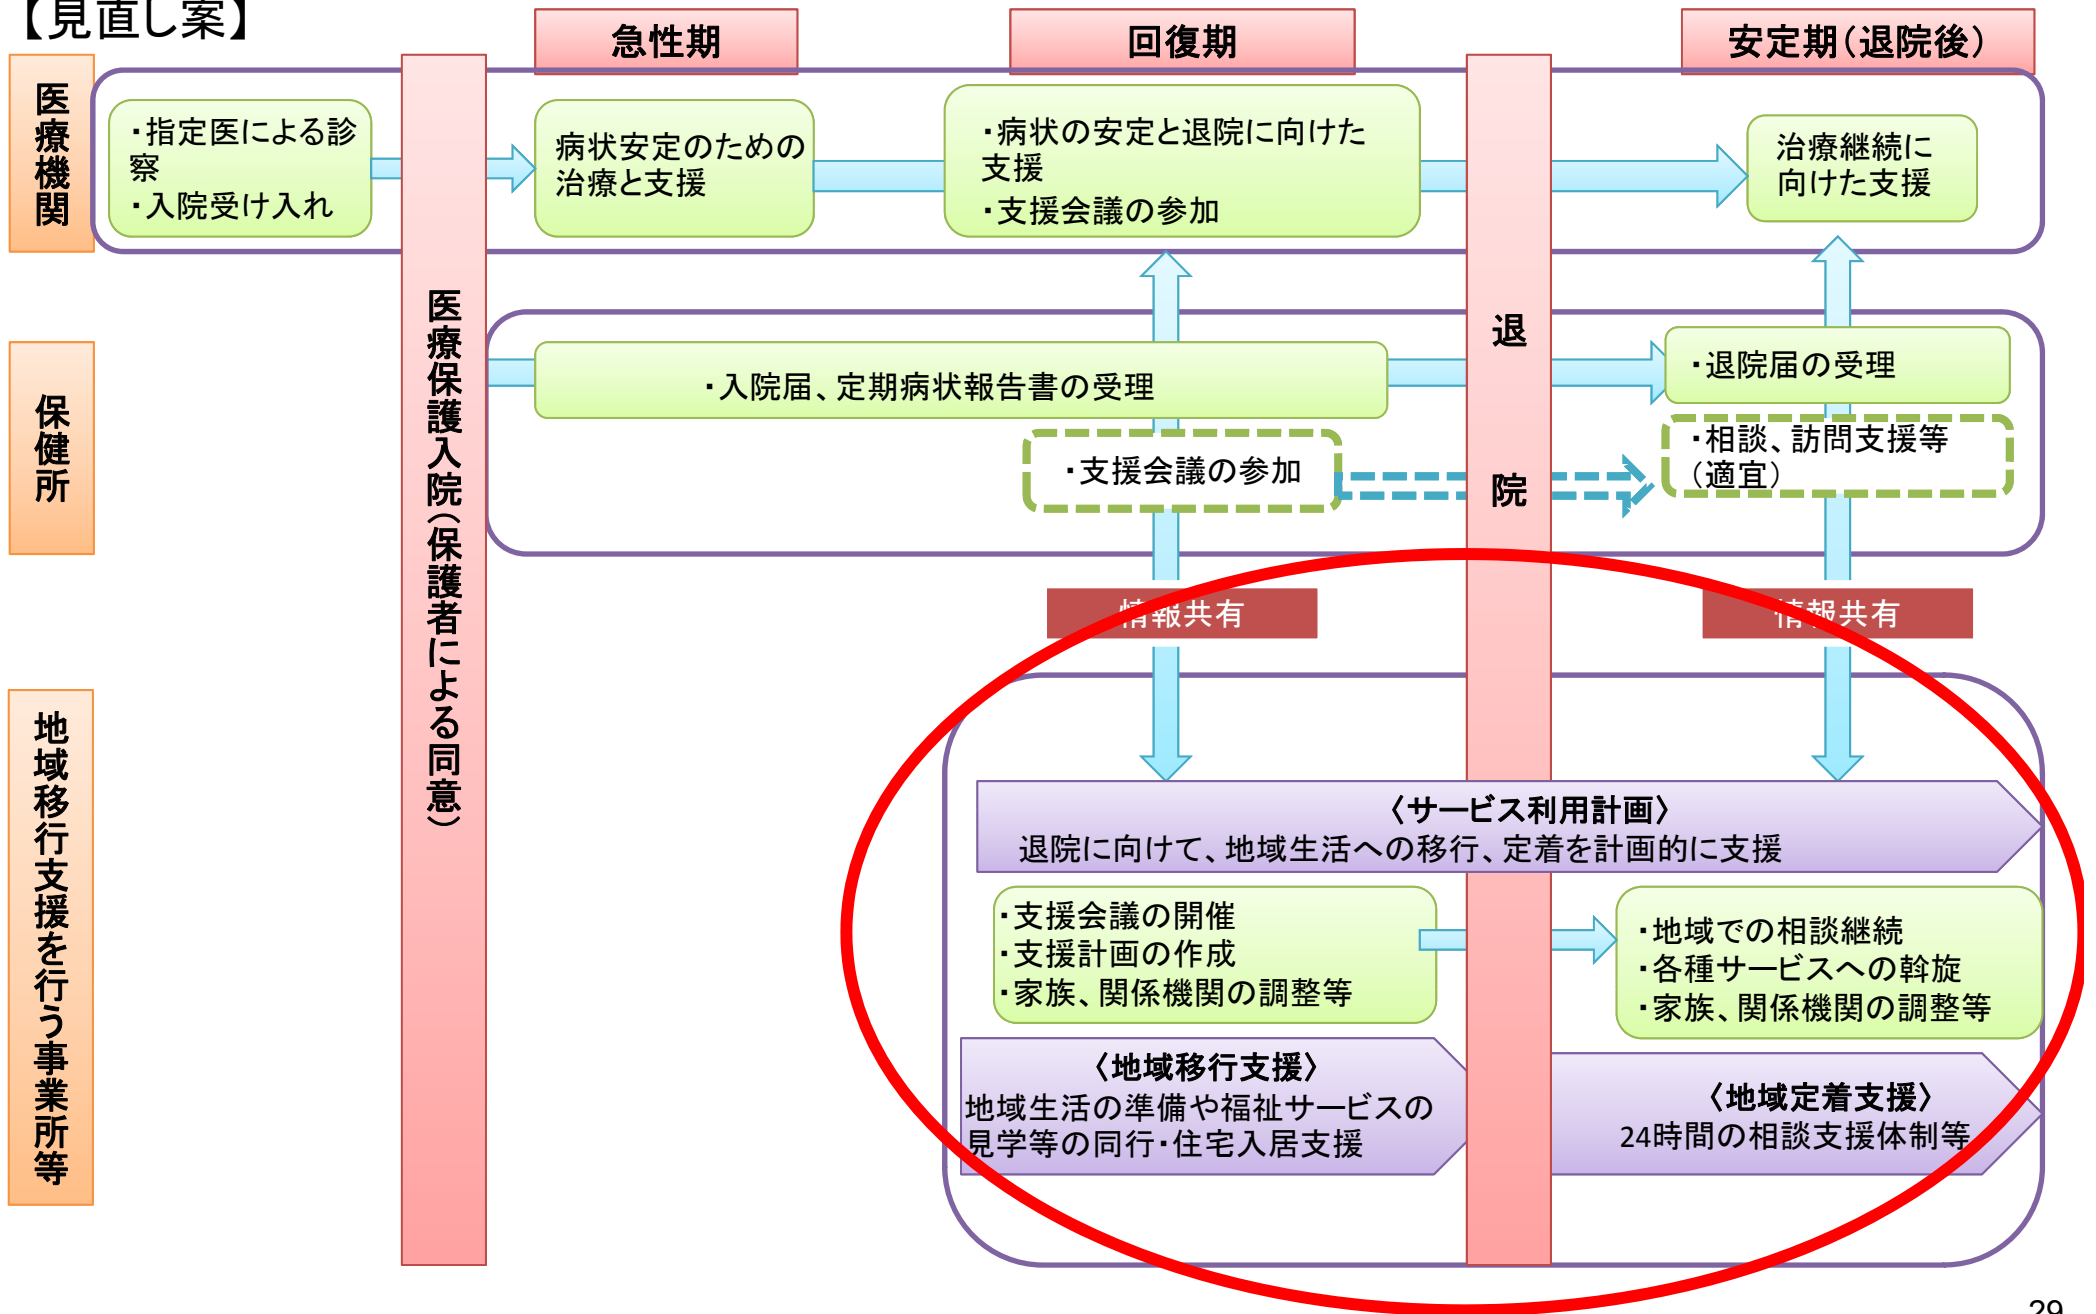 【見直し案】
急性期
回復期
安定期(退院後)
医療機関
・指定医による診
察
・入院受け入れ
病状安定のための
治療と支援
・病状の安定と退院に向けた
支援
・支援会議の参加
治療継続に
向けた支援
医療保護入院(保護者による同意)
退院
保健所
・入院届、定期病状報告書の受理
・退院届の受理
・支援会議の参加
・相談、訪問支援等
(適宜)
情報共有
情報共有
地域移行支援を行う事業所等
〈サービス利用計画〉
退院に向けて、地域生活への移行、定着を計画的に支援
・支援会議の開催
・支援計画の作成
・家族、関係機関の調整等
・地域での相談継続
・各種サービスへの斡旋
・家族、関係機関の調整等
〈地域移行支援〉
地域生活の準備や福祉サービスの
見学等の同行・住宅入居支援
〈地域定着支援〉
24時間の相談支援体制等
29